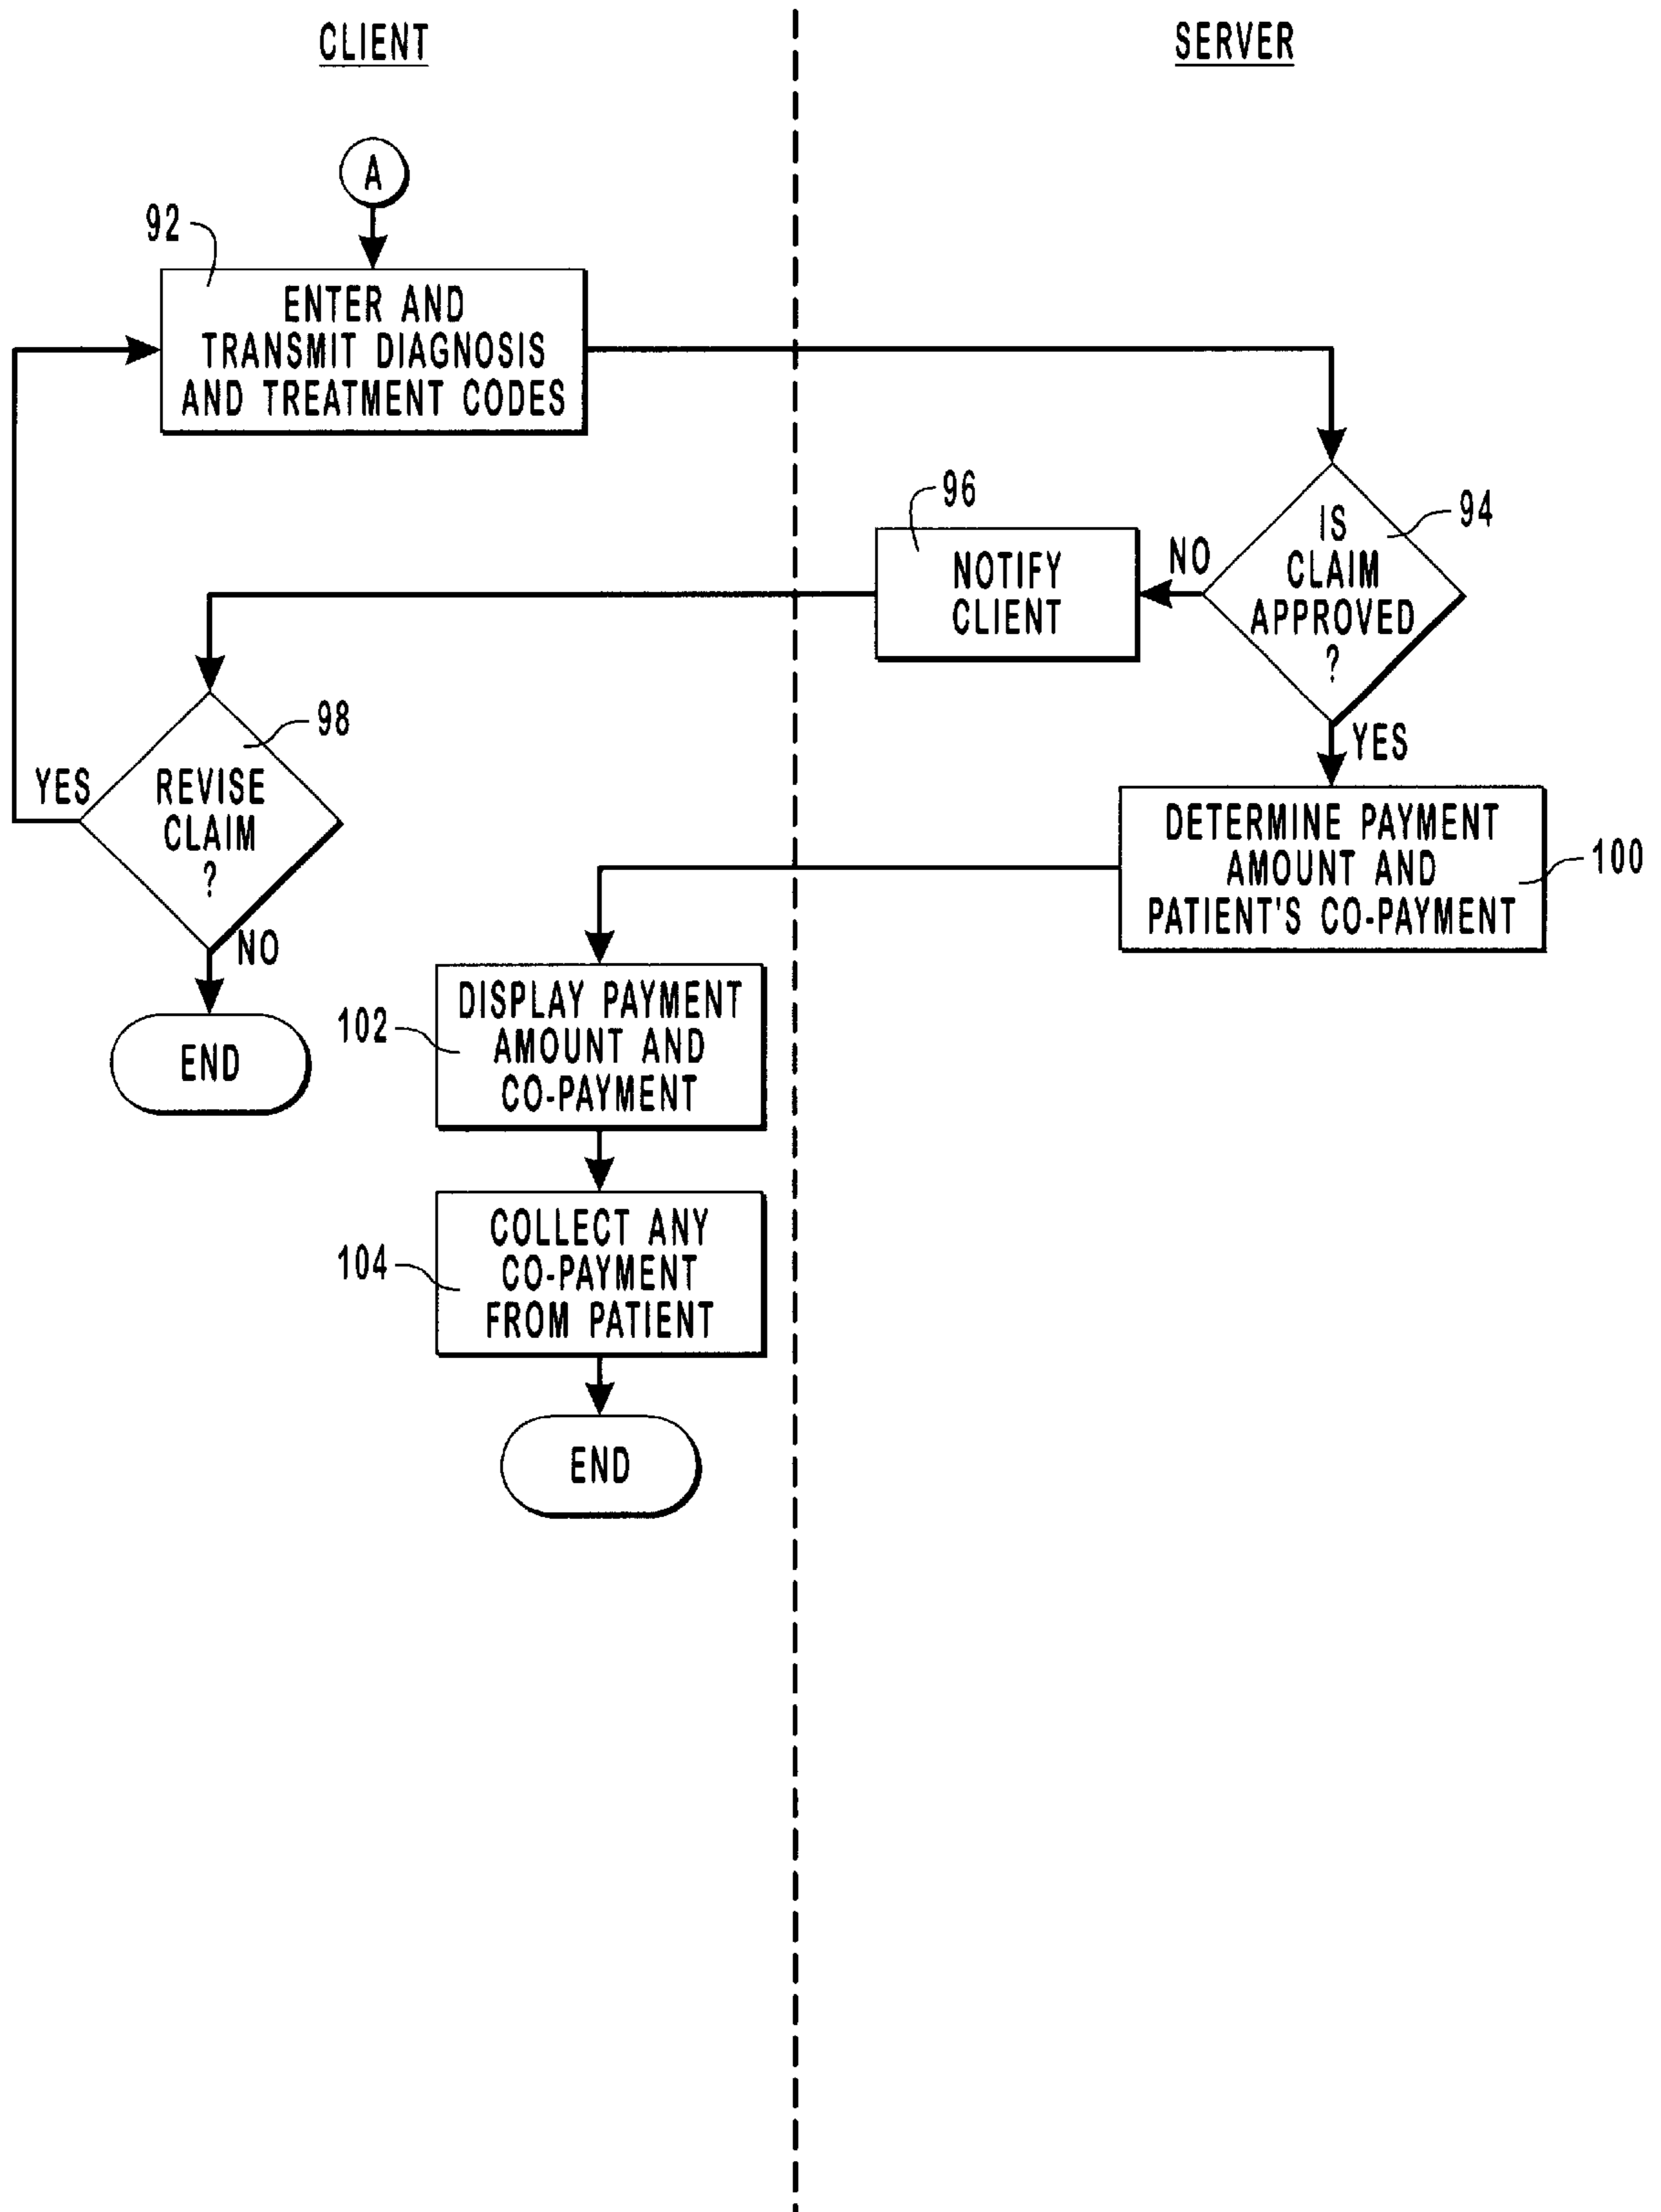 CLIENT
SERVER
A
92
ENTER AND
TRANSMIT DIAGNOSIS
AND TREATMENT CODES
96
NOTIFY
CLIENT
NO
94
IS
CLAIM
APPROVED
?
YES
98
REVISE
CLAIM
?
YES
NO
END
DETERMINE PAYMENT
AMOUNT AND
PATIENT'S CO-PAYMENT
100
102
DISPLAY PAYMENT
AMOUNT AND
CO-PAYMENT
104
COLLECT ANY
CO-PAYMENT
FROM PATIENT
END